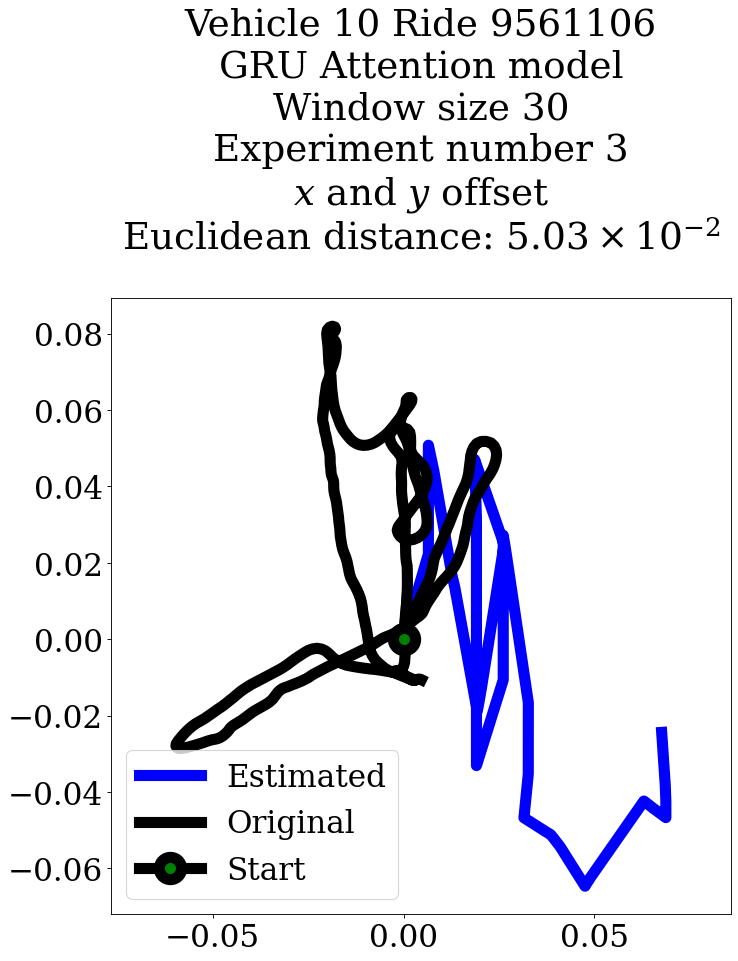 Vehicle 10 Ride 9561106
GRU Attention model
Window size 30
Experiment number 3
x and y offset
Euclidean distance: 5.03 × 10⁻²
0.08
0.06
0.04
0.02
0.00
−0.02
−0.04
−0.06
Estimated
Original
Start
−0.05 0.00 0.05